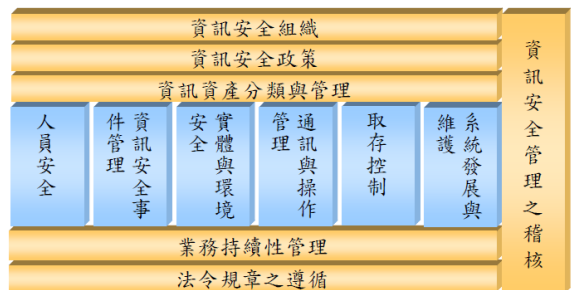 資訊安全組織
資訊安全政策
資訊資產分類與管理
人員安全
資訊安全事
件管理
實體與環境
安全
通訊與操作
管理
取存控制
系統發展與
維護
業務持續性管理
法令規章之遵循
資訊安全管理之稽核